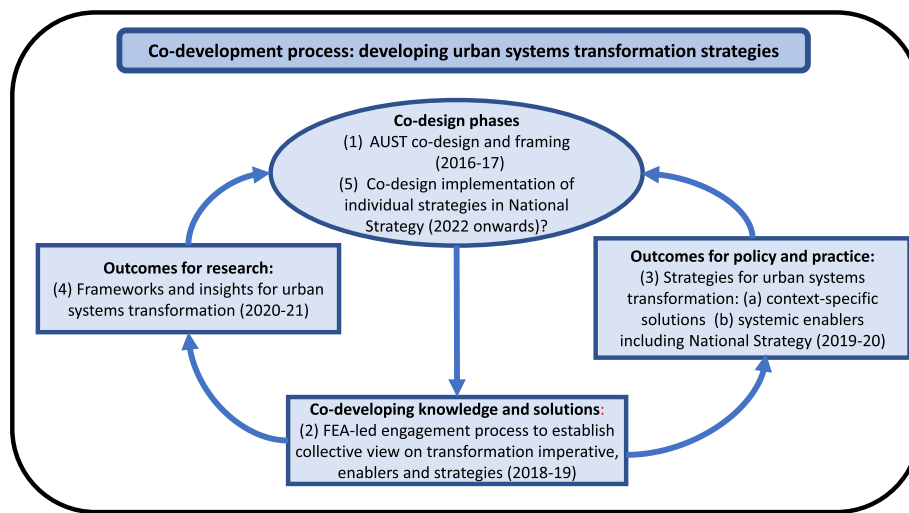 Co-development process: developing urban systems transformation strategies
Co-design phases
(1) AUST co-design and framing
(2016-17)
(5) Co-design implementation of
individual strategies in National
Strategy (2022 onwards)?
Outcomes for research:
(4) Frameworks and insights for urban
systems transformation (2020-21)
Outcomes for policy and practice:
(3) Strategies for urban systems
transformation: (a) context-specific
solutions (b) systemic enablers
including National Strategy (2019-20)
Co-developing knowledge and solutions:
(2) FEA-led engagement process to establish
collective view on transformation imperative,
enablers and strategies (2018-19)